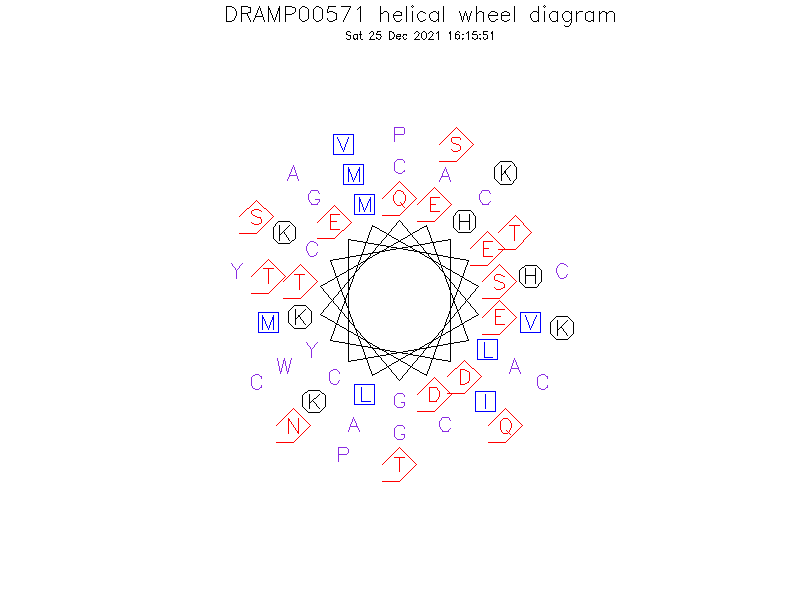 DRAMP00571 helical wheel diagram
Sat 25 Dec 2021 16:15:51
P
V S
C
M A K
A
G M Q E C
S K E H T
C E
Y T T S H C
M K E V K
Y L
C W C D A C
K L G D I
N A G C Q
P T